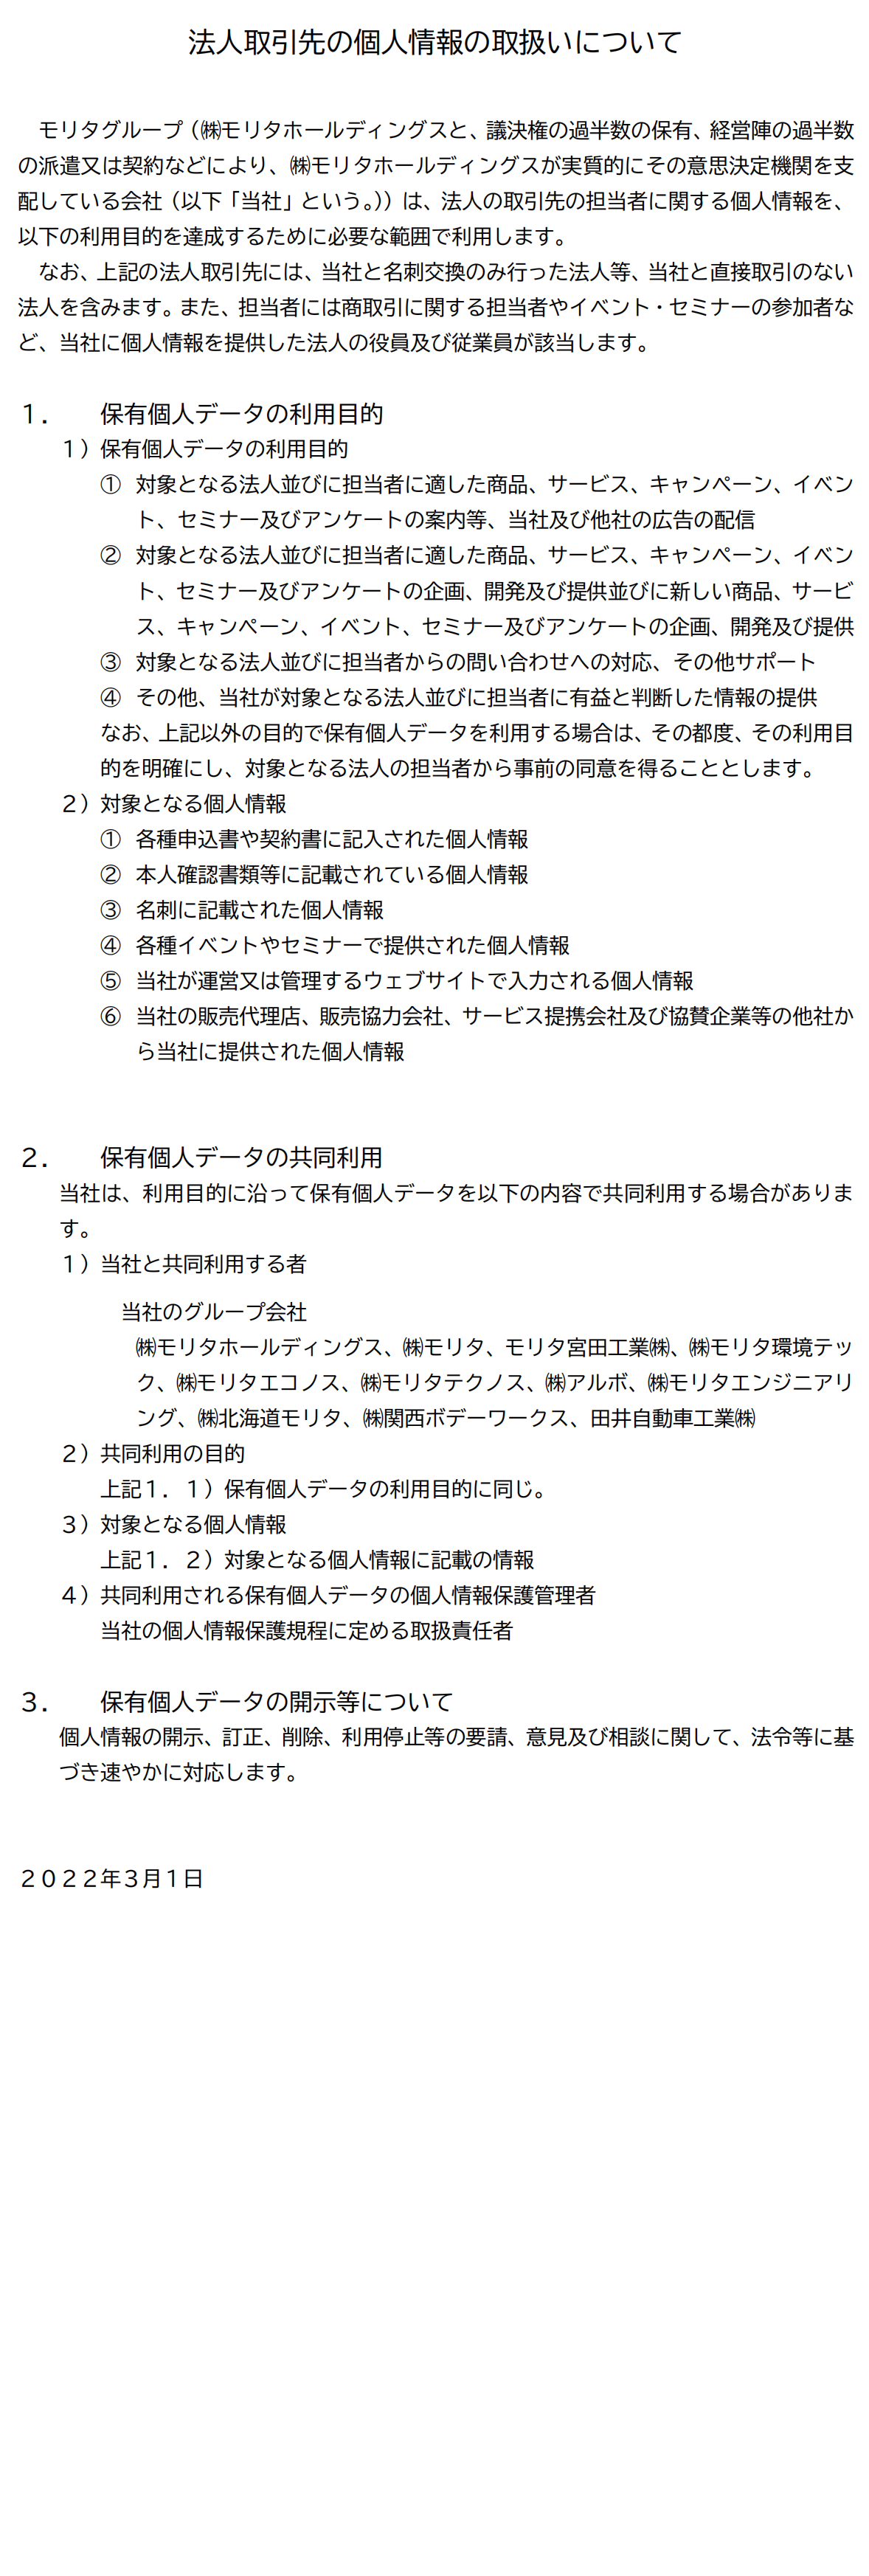 法人取引先の個人情報の取扱いについて
モリタグループ（㈱モリタホールディングスと、議決権の過半数の保有、経営陣の過半数
の派遣又は契約などにより、㈱モリタホールディングスが実質的にその意思決定機関を支
配している会社（以下「当社」という。））は、法人の取引先の担当者に関する個人情報を、
以下の利用目的を達成するために必要な範囲で利用します。
なお、上記の法人取引先には、当社と名刺交換のみ行った法人等、当社と直接取引のない
法人を含みます。また、担当者には商取引に関する担当者やイベント・セミナーの参加者な
ど、当社に個人情報を提供した法人の役員及び従業員が該当します。
１．　保有個人データの利用目的
１）保有個人データの利用目的
① 対象となる法人並びに担当者に適した商品、サービス、キャンペーン、イベン
ト、セミナー及びアンケートの案内等、当社及び他社の広告の配信
② 対象となる法人並びに担当者に適した商品、サービス、キャンペーン、イベン
ト、セミナー及びアンケートの企画、開発及び提供並びに新しい商品、サービ
ス、キャンペーン、イベント、セミナー及びアンケートの企画、開発及び提供
③ 対象となる法人並びに担当者からの問い合わせへの対応、その他サポート
④ その他、当社が対象となる法人並びに担当者に有益と判断した情報の提供
なお、上記以外の目的で保有個人データを利用する場合は、その都度、その利用目
的を明確にし、対象となる法人の担当者から事前の同意を得ることとします。
２）対象となる個人情報
① 各種申込書や契約書に記入された個人情報
② 本人確認書類等に記載されている個人情報
③ 名刺に記載された個人情報
④ 各種イベントやセミナーで提供された個人情報
⑤ 当社が運営又は管理するウェブサイトで入力される個人情報
⑥ 当社の販売代理店、販売協力会社、サービス提携会社及び協賛企業等の他社か
ら当社に提供された個人情報
２．　保有個人データの共同利用
当社は、利用目的に沿って保有個人データを以下の内容で共同利用する場合がありま
す。
１）当社と共同利用する者
当社のグループ会社
㈱モリタホールディングス、㈱モリタ、モリタ宮田工業㈱、㈱モリタ環境テッ
ク、㈱モリタエコノス、㈱モリタテクノス、㈱アルボ、㈱モリタエンジニアリ
ング、㈱北海道モリタ、㈱関西ボデーワークス、田井自動車工業㈱
２）共同利用の目的
上記１．１）保有個人データの利用目的に同じ。
３）対象となる個人情報
上記１．２）対象となる個人情報に記載の情報
４）共同利用される保有個人データの個人情報保護管理者
当社の個人情報保護規程に定める取扱責任者
３．　保有個人データの開示等について
個人情報の開示、訂正、削除、利用停止等の要請、意見及び相談に関して、法令等に基
づき速やかに対応します。
２０２２年３月１日